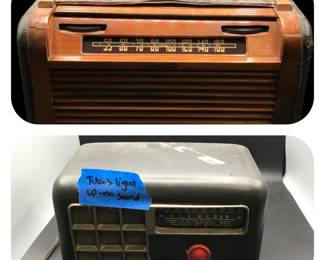 55 60 70 80 100 120 140 160
Tubes light
up-no sound